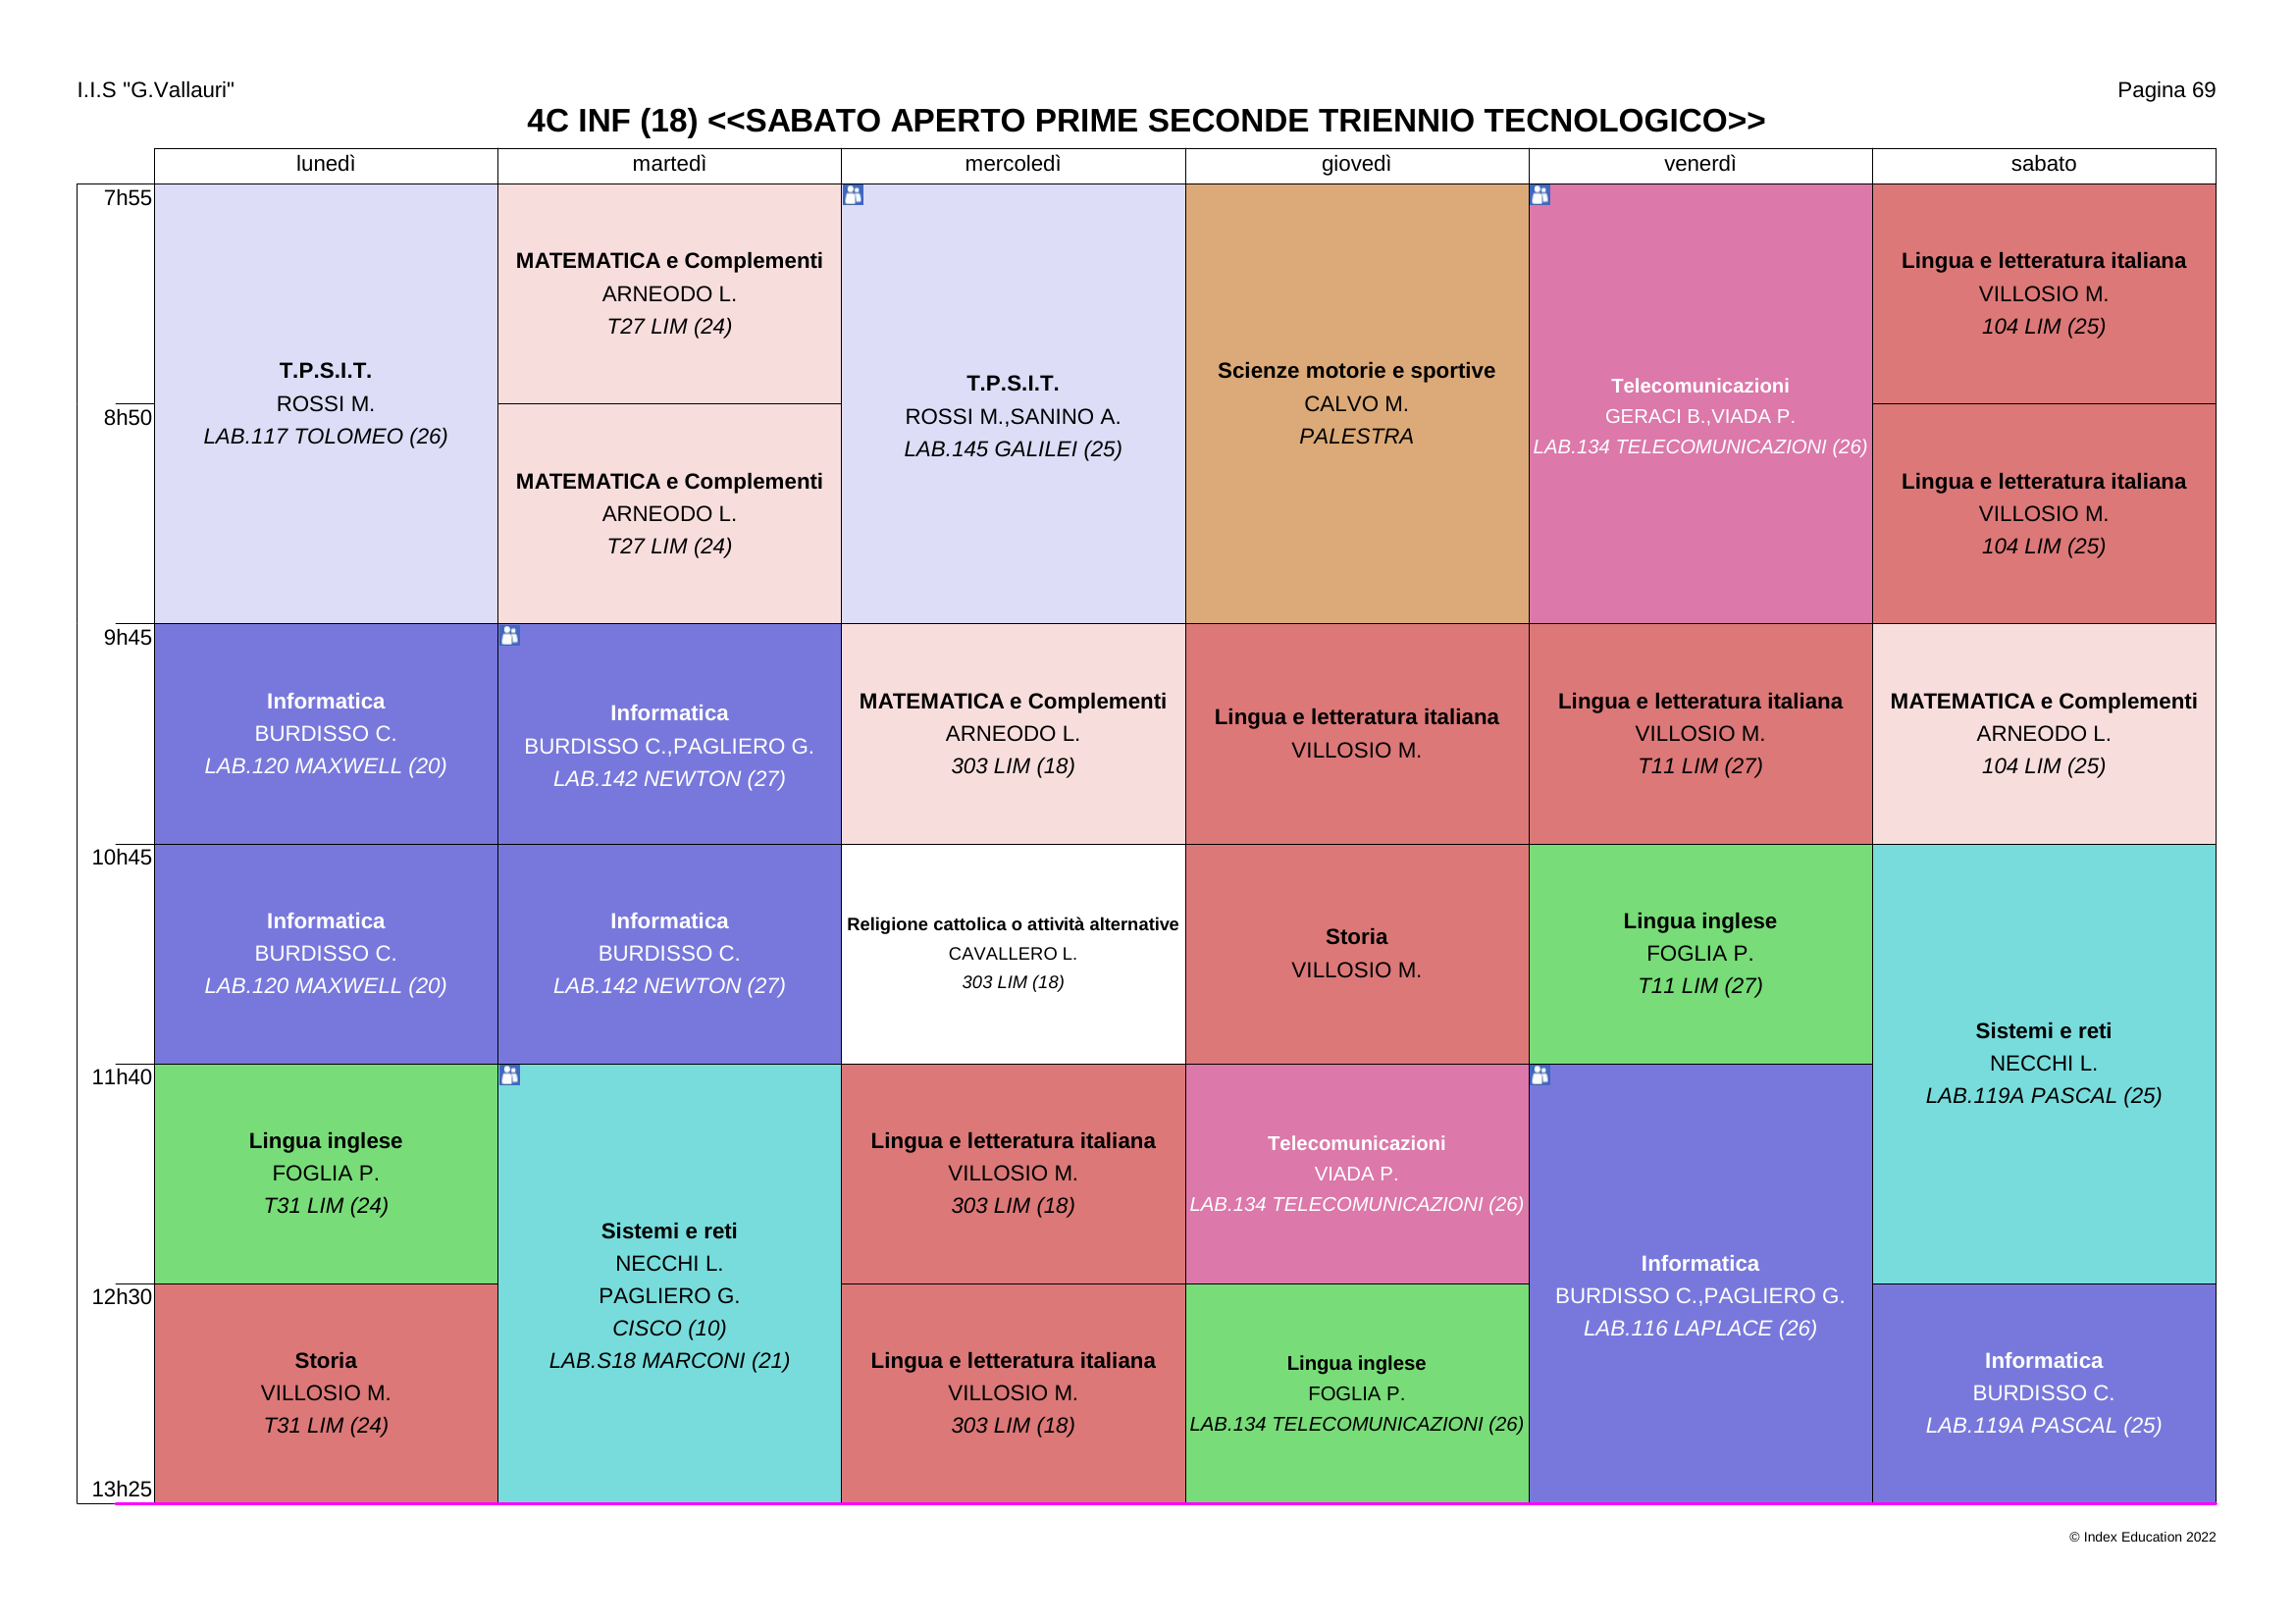 I.I.S "G.Vallauri"
Pagina 69
4C INF (18) <<SABATO APERTO PRIME SECONDE TRIENNIO TECNOLOGICO>>
lunedì
martedì
mercoledì
giovedì
venerdì
sabato
7h55
T.P.S.I.T.
ROSSI M.
LAB.117 TOLOMEO (26)
MATEMATICA e Complementi
ARNEODO L.
T27 LIM (24)
T.P.S.I.T.
ROSSI M.,SANINO A.
LAB.145 GALILEI (25)
Scienze motorie e sportive
CALVO M.
PALESTRA
Telecomunicazioni
GERACI B.,VIADA P.
LAB.134 TELECOMUNICAZIONI (26)
Lingua e letteratura italiana
VILLOSIO M.
104 LIM (25)
8h50
MATEMATICA e Complementi
ARNEODO L.
T27 LIM (24)
Lingua e letteratura italiana
VILLOSIO M.
104 LIM (25)
9h45
Informatica
BURDISSO C.
LAB.120 MAXWELL (20)
Informatica
BURDISSO C.,PAGLIERO G.
LAB.142 NEWTON (27)
MATEMATICA e Complementi
ARNEODO L.
303 LIM (18)
Lingua e letteratura italiana
VILLOSIO M.
Lingua e letteratura italiana
VILLOSIO M.
T11 LIM (27)
MATEMATICA e Complementi
ARNEODO L.
104 LIM (25)
10h45
Informatica
BURDISSO C.
LAB.120 MAXWELL (20)
Informatica
BURDISSO C.
LAB.142 NEWTON (27)
Religione cattolica o attività alternative
CAVALLERO L.
303 LIM (18)
Storia
VILLOSIO M.
Lingua inglese
FOGLIA P.
T11 LIM (27)
Sistemi e reti
NECCHI L.
LAB.119A PASCAL (25)
11h40
Lingua inglese
FOGLIA P.
T31 LIM (24)
Sistemi e reti
NECCHI L.
PAGLIERO G.
CISCO (10)
LAB.S18 MARCONI (21)
Lingua e letteratura italiana
VILLOSIO M.
303 LIM (18)
Telecomunicazioni
VIADA P.
LAB.134 TELECOMUNICAZIONI (26)
Informatica
BURDISSO C.,PAGLIERO G.
LAB.116 LAPLACE (26)
12h30
Storia
VILLOSIO M.
T31 LIM (24)
Lingua e letteratura italiana
VILLOSIO M.
303 LIM (18)
Lingua inglese
FOGLIA P.
LAB.134 TELECOMUNICAZIONI (26)
Informatica
BURDISSO C.
LAB.119A PASCAL (25)
13h25
© Index Education 2022